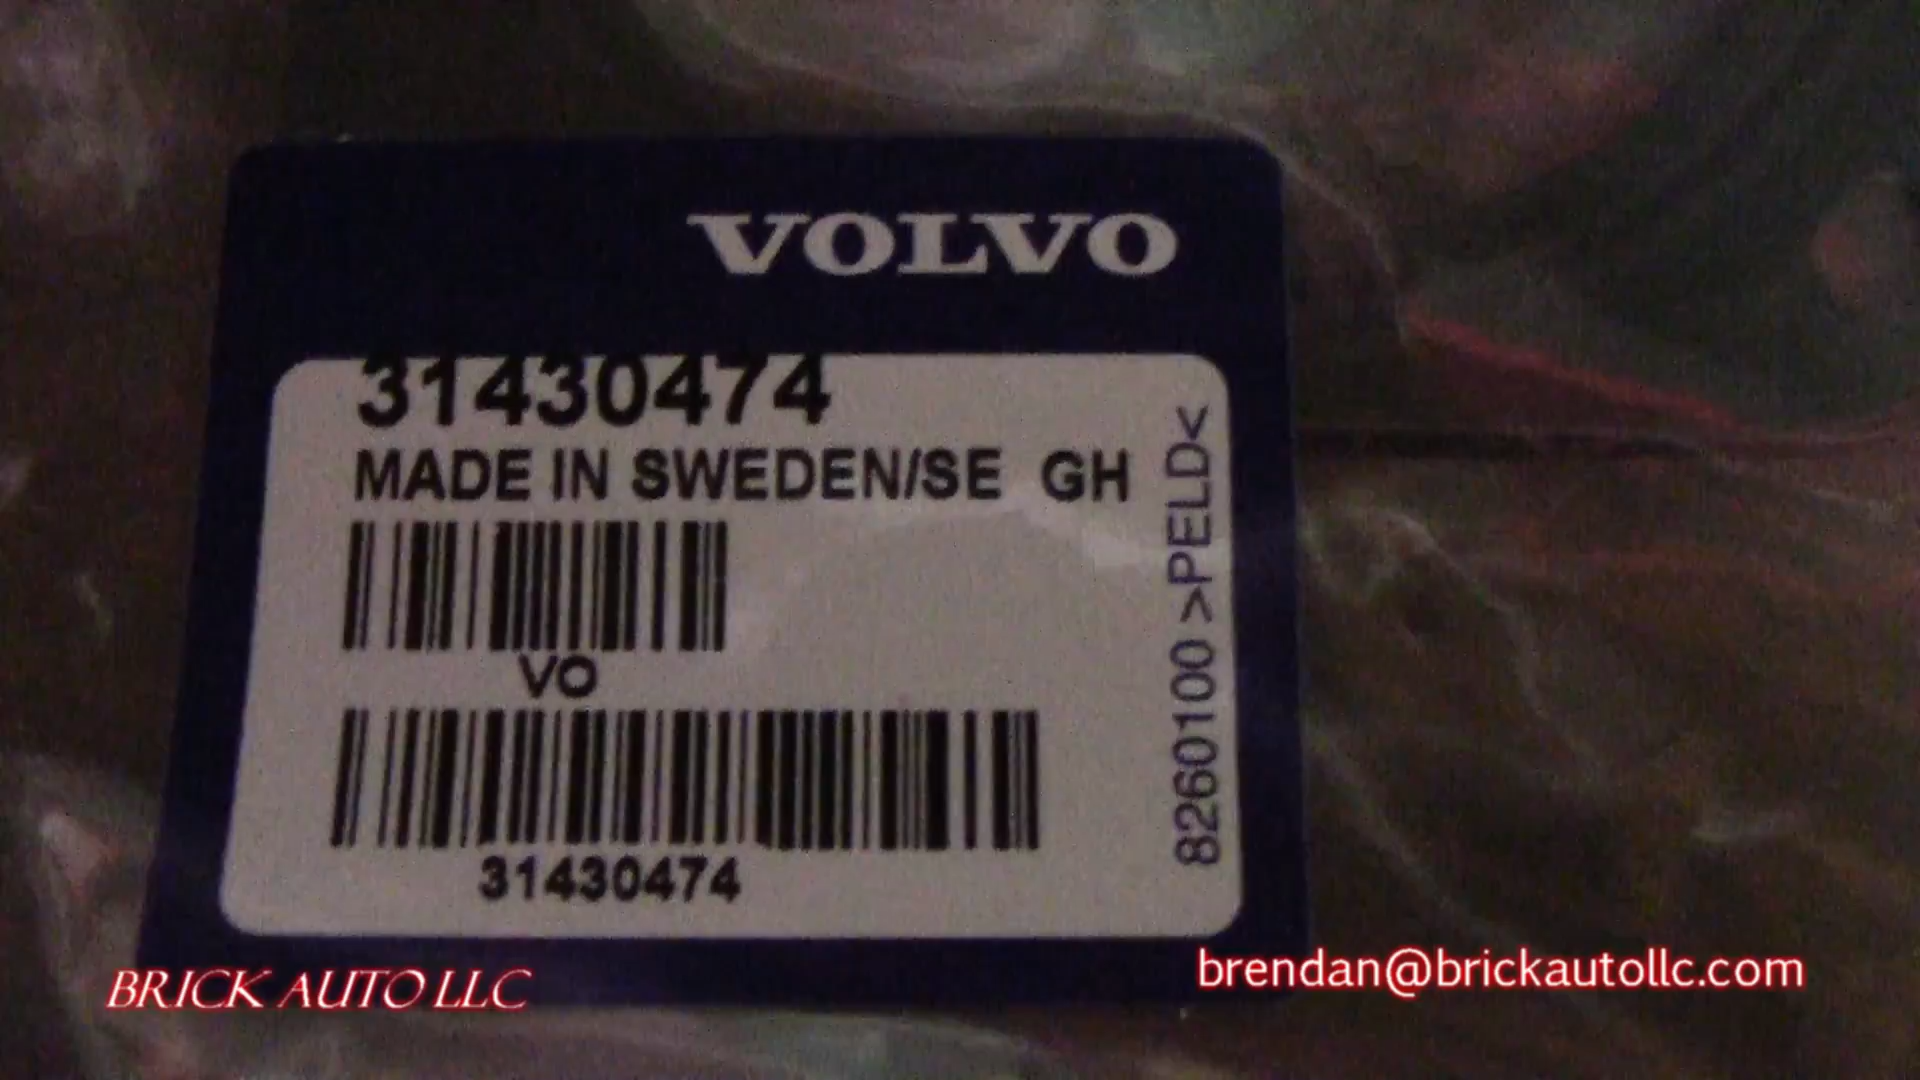 VOLVO
31430474
MADE IN SWEDEN/SE GH
VO
31430474
8260100 >PELD<
BRICK AUTO LLC
brendan@brickautollc.com